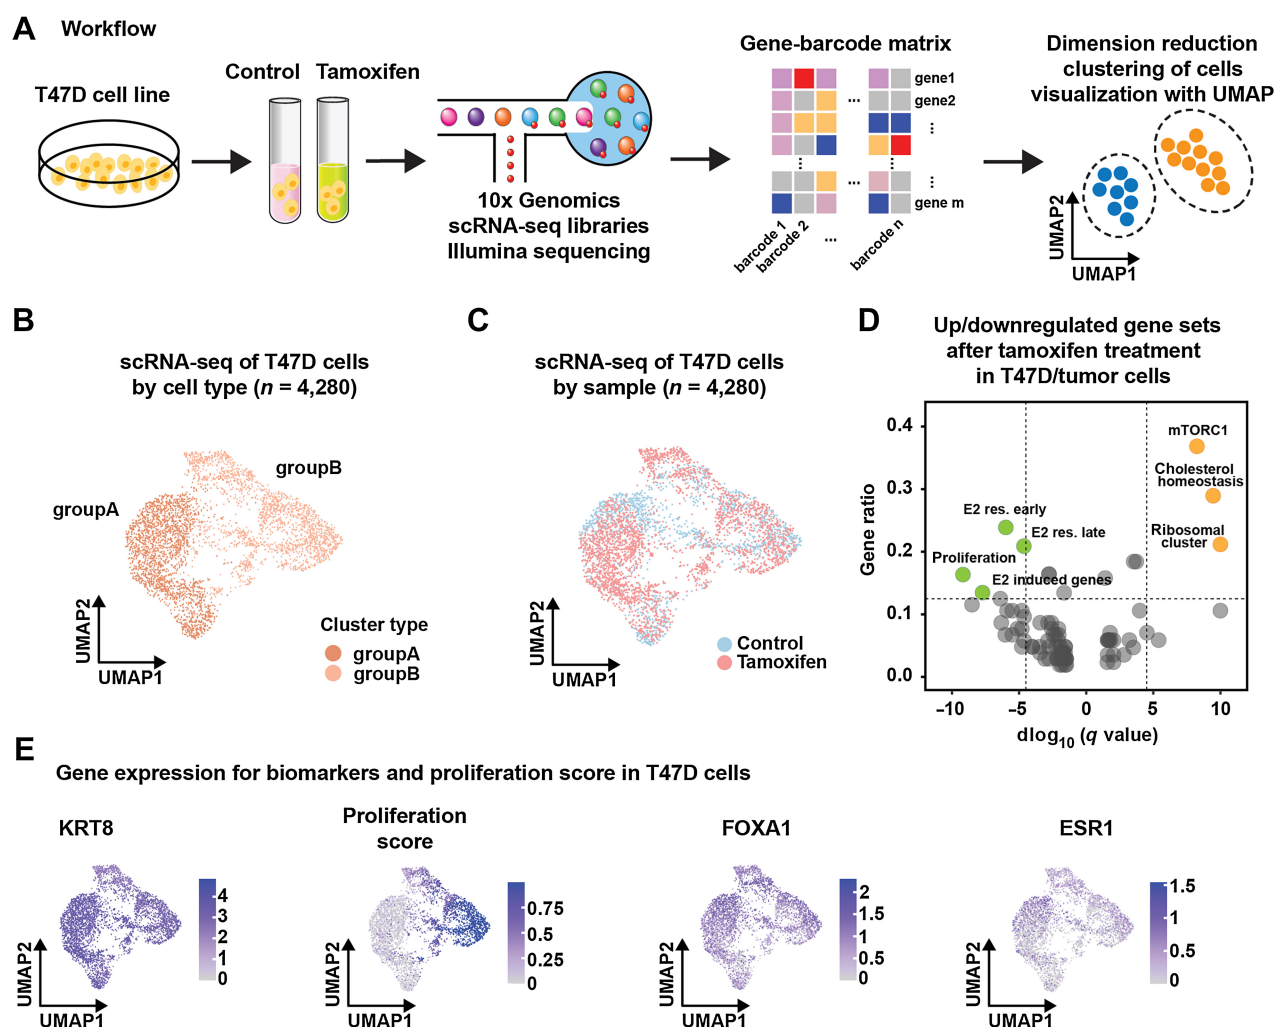 A Workflow
T47D cell line
Control Tamoxifen
10x Genomics
scRNA-seq libraries
Illumina sequencing
Gene-barcode matrix
gene1
gene2
...
⋮
⋮ ⋮
... ⋮
gene m
barcode 1
barcode 2
...
barcode n
Dimension reduction
clustering of cells
visualization with UMAP
UMAP2
UMAP1
B
scRNA-seq of T47D cells
by cell type (n = 4,280)
groupB
groupA
UMAP2
UMAP1
Cluster type
groupA
groupB
C
scRNA-seq of T47D cells
by sample (n = 4,280)
UMAP2
UMAP1
Control
Tamoxifen
D
Up/downregulated gene sets
after tamoxifen treatment
in T47D/tumor cells
Gene ratio
0.4
0.3
0.2
0.1
0.0
mTORC1
Cholesterol
homeostasis
E2 res. early
E2 res. late
Ribosomal
cluster
Proliferation
E2 induced genes
–10 –5 0 5 10
dlog10 (q value)
E
Gene expression for biomarkers and proliferation score in T47D cells
KRT8
4
3
2
1
0
UMAP2
UMAP1
Proliferation
score
0.75
0.5
0.25
0
UMAP2
UMAP1
FOXA1
2
1.5
1
0.5
0
UMAP2
UMAP1
ESR1
1.5
1
0.5
0
UMAP2
UMAP1